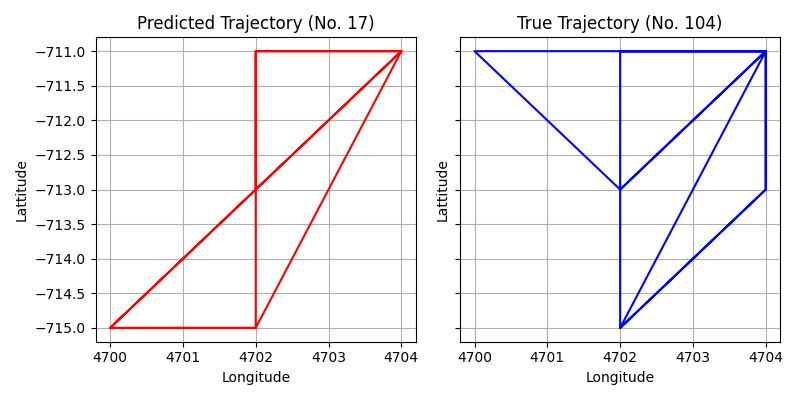 Predicted Trajectory (No. 17)
True Trajectory (No. 104)
Lattitude
−711.0
−711.5
−712.0
−712.5
−713.0
−713.5
−714.0
−714.5
−715.0
4700 4701 4702 4703 4704
Longitude
Lattitude
4700 4701 4702 4703 4704
Longitude